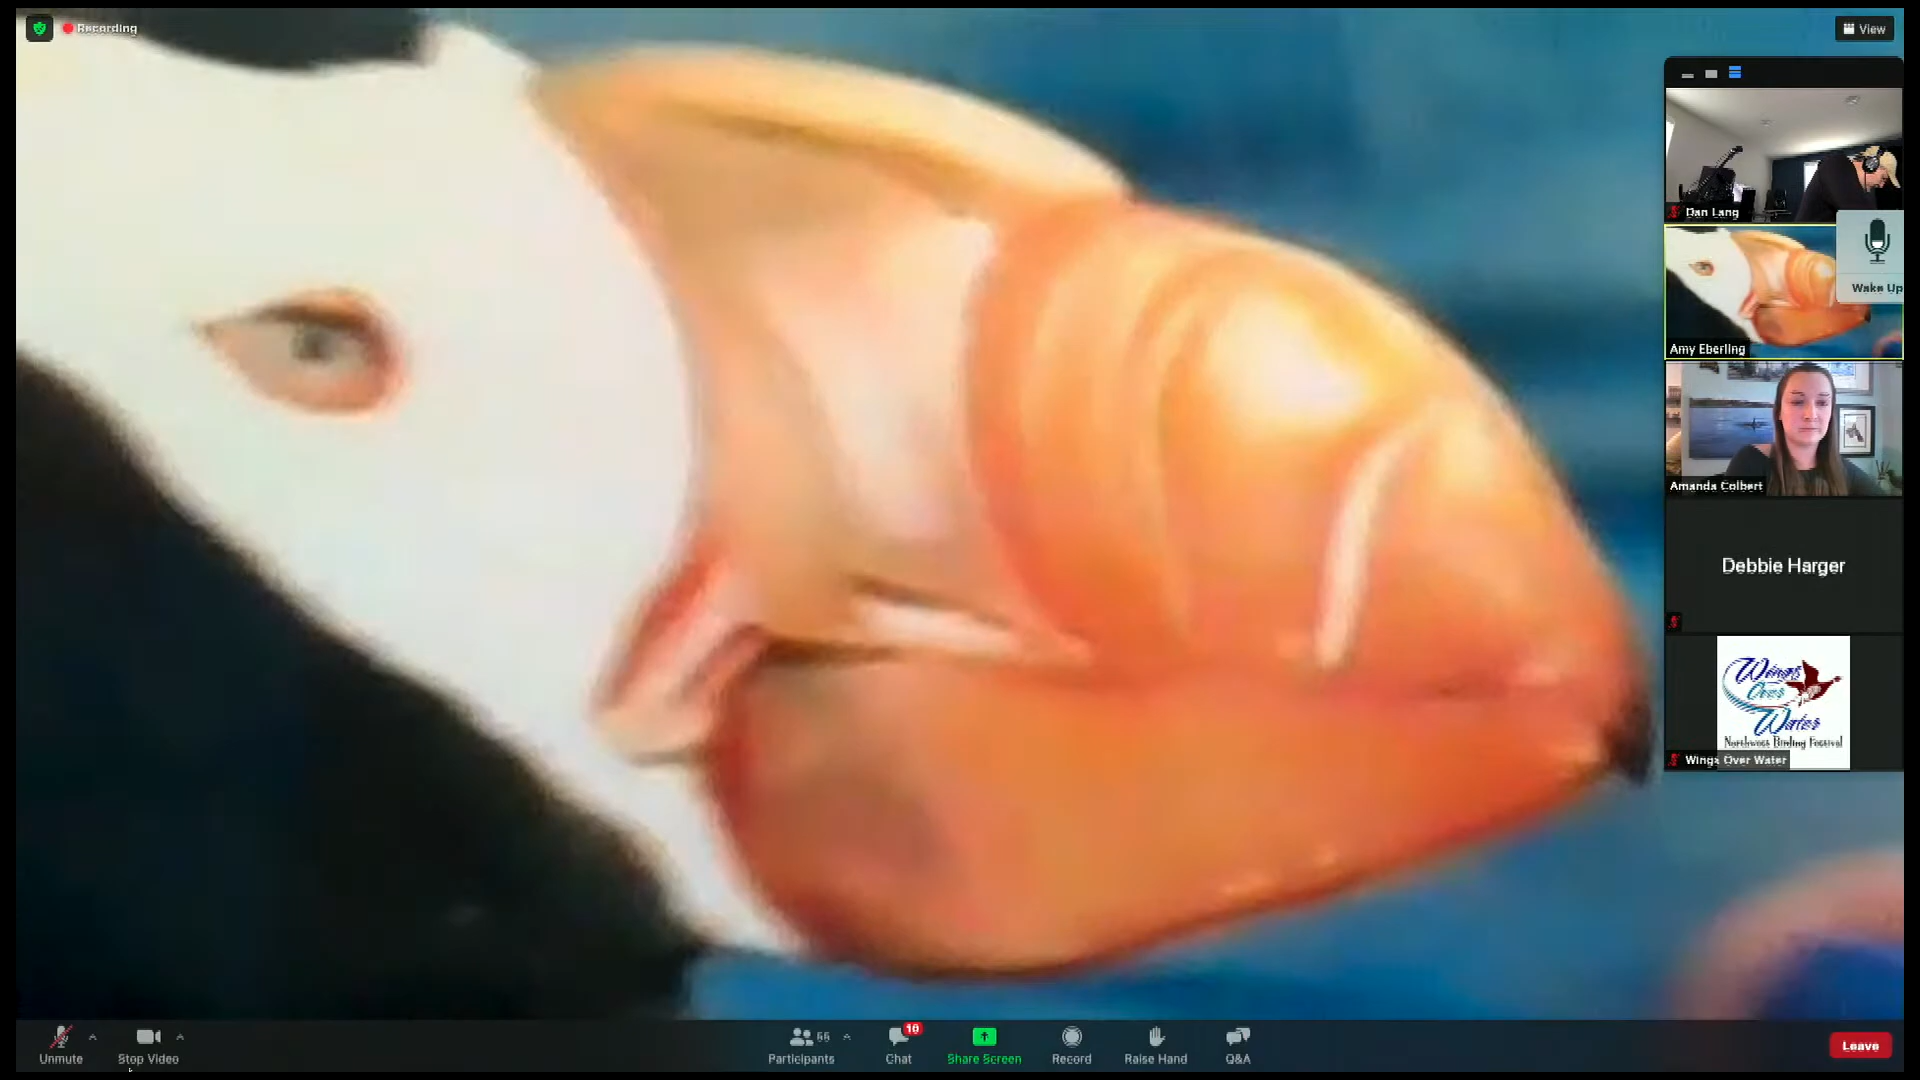 Recording
View
Dan Lang
Wake Up
Amy Eberling
Amanda Colbert
Debbie Harger
Wings
Over
Water
Northwest Birding Festival
Wings Over Water
Unmute
Stop Video
Participants
55
Chat
10
Share Screen
Record
Raise Hand
Q&A
Leave